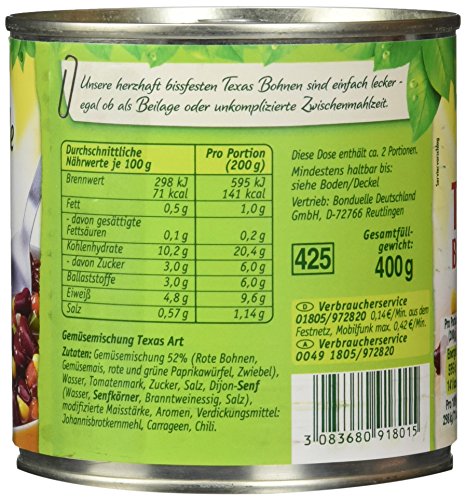 Unsere herzhaft bissfesten Texas Bohnen sind einfach lecker -
egal ob als Beilage oder unkomplizierte Zwischenmahlzeit.
Durchschnittliche Nährwerte je 100 g Pro Portion (200 g)
Brennwert 298 kJ 595 kJ
71 kcal 141 kcal
Fett 0,5 g 1,0 g
- davon gesättigte
Fettsäuren 0,1 g 0,2 g
Kohlenhydrate 10,2 g 20,4 g
- davon Zucker 3,0 g 6,0 g
Ballaststoffe 3,0 g 6,0 g
Eiweiß 4,8 g 9,6 g
Salz 0,57 g 1,14 g
Gemüsemischung Texas Art
Zutaten: Gemüsemischung 52% (Rote Bohnen,
Gemüsemais, rote und grüne Paprikawürfel, Zwiebel),
Wasser, Tomatenmark, Zucker, Salz, Dijon-Senf
(Wasser, Senfkörner, Branntweinessig, Salz),
modifizierte Maisstärke, Aromen, Verdickungsmittel:
Johannisbrotkernmehl, Carrageen, Chili.
Diese Dose enthält ca. 2 Portionen.
Mindestens haltbar bis:
siehe Boden/Deckel
Vertrieb: Bonduelle Deutschland
GmbH, D-72766 Reutlingen
425
Gesamtfüll-
gewicht:
400g
D Verbraucherservice
01805/972820 0,14 €/Min. aus dem
Festnetz, Mobilfunk max. 0,42 €/Min.
A Verbraucherservice
0049 1805/972820
3 083680 918015
Serviervorschlag